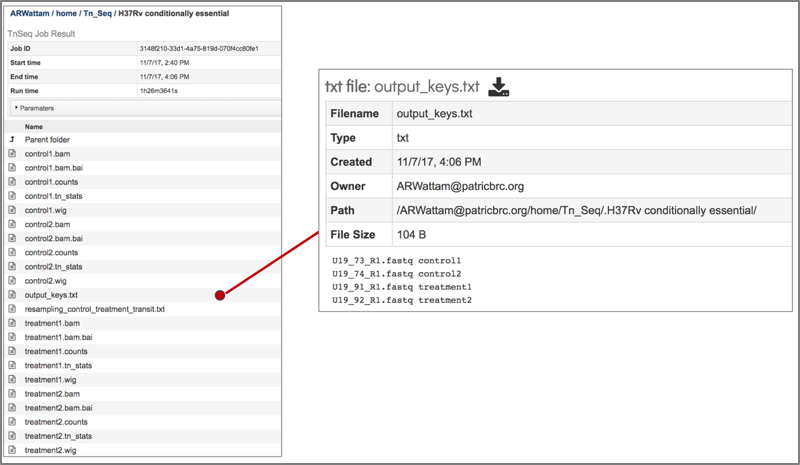 ARWattam / home / Tn_Seq / H37Rv conditionally essential
TnSeq Job Result
Job ID 3148f210-33d1-4a75-819d-070f4cc80fe1
Start time 11/7/17, 2:40 PM
End time 11/7/17, 4:06 PM
Run time 1h26m3641s
Paramaters
Name
Parent folder
control1.bam
control1.bam.bai
control1.counts
control1.tn_stats
control1.wig
control2.bam
control2.bam.bai
control2.counts
control2.tn_stats
control2.wig
output_keys.txt
resampling_control_treatment_transit.txt
treatment1.bam
treatment1.bam.bai
treatment1.counts
treatment1.tn_stats
treatment1.wig
treatment2.bam
treatment2.bam.bai
treatment2.counts
treatment2.tn_stats
treatment2.wig
txt file: output_keys.txt
Filename output_keys.txt
Type txt
Created 11/7/17, 4:06 PM
Owner ARWattam@patricbrc.org
Path /ARWattam@patricbrc.org/home/Tn_Seq/.H37Rv conditionally essential/
File Size 104 B
U19_73_R1.fastq control1
U19_74_R1.fastq control2
U19_91_R1.fastq treatment1
U19_92_R1.fastq treatment2